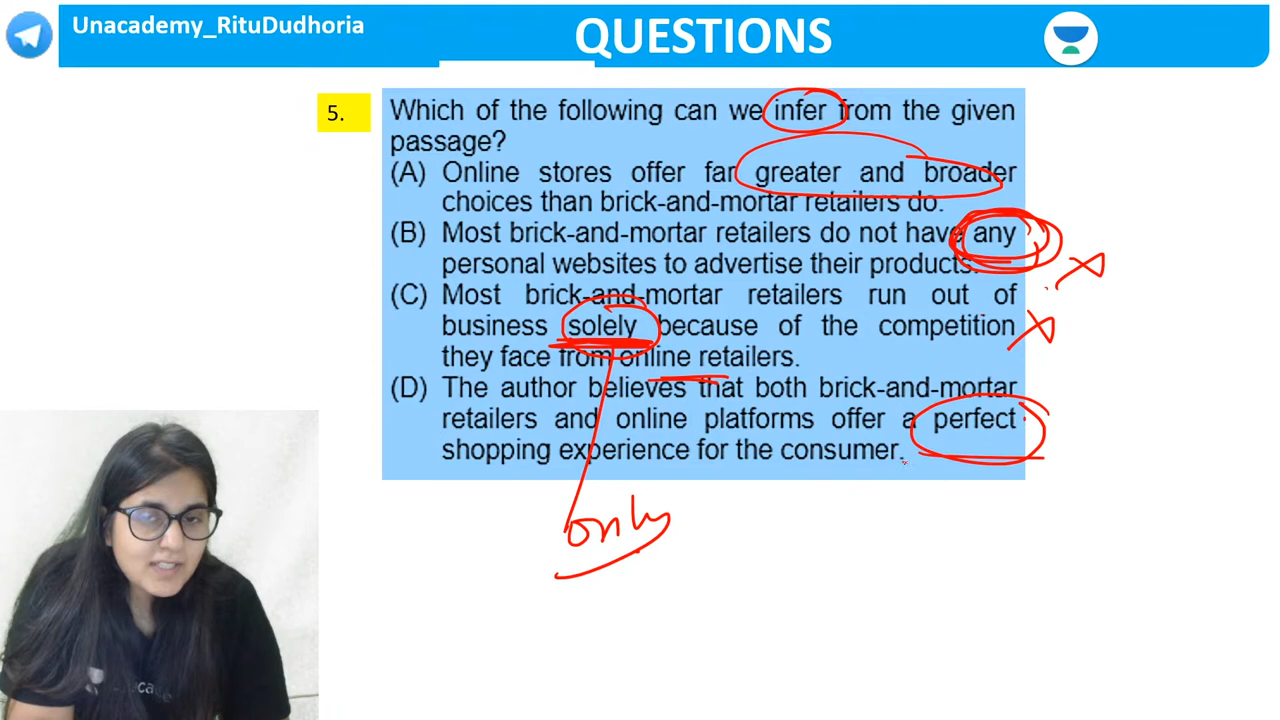 Unacademy_RituDudhoria
QUESTIONS
5.
Which of the following can we infer from the given
passage?
(A) Online stores offer far greater and broader
choices than brick-and-mortar retailers do.
(B) Most brick-and-mortar retailers do not have any
personal websites to advertise their products.
(C) Most brick-and-mortar retailers run out of
business solely because of the competition
they face from online retailers.
(D) The author believes that both brick-and-mortar
retailers and online platforms offer a perfect
shopping experience for the consumer.
only